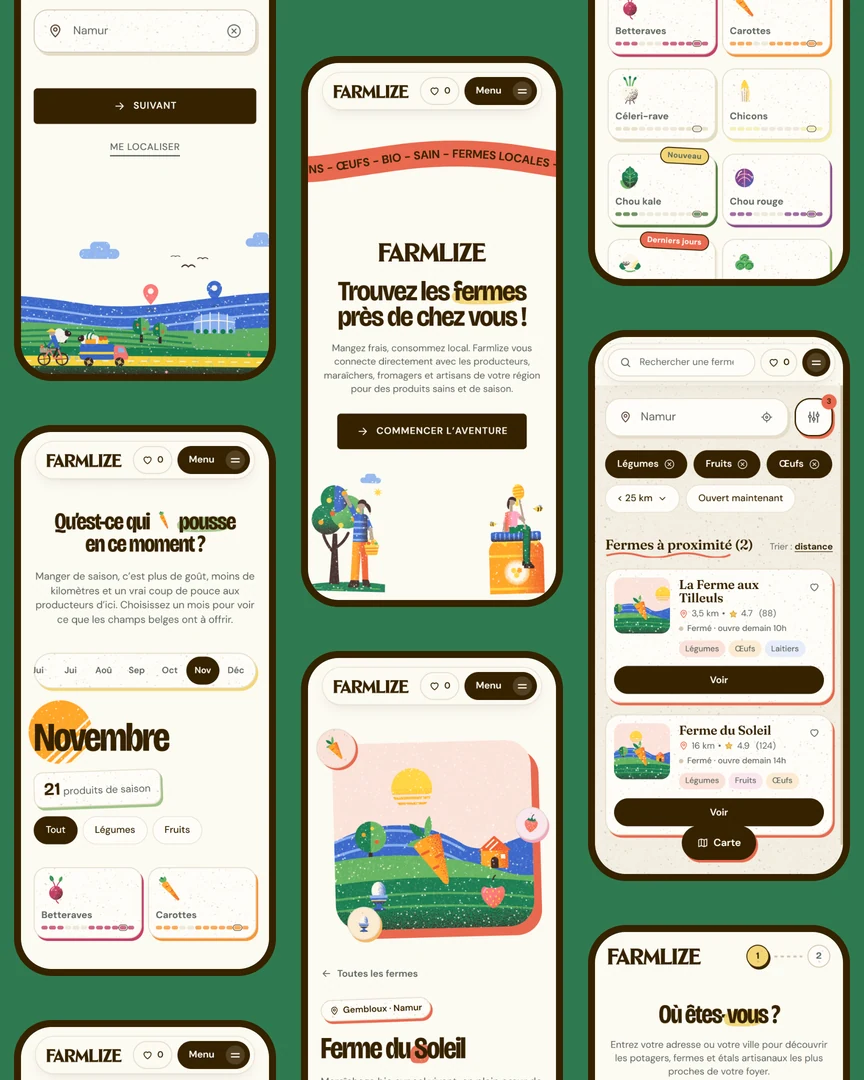 Namur
SUIVANT
ME LOCALISER
FARMLIZE
0
Menu
Qu'est-ce qui pousse
en ce moment ?
Manger de saison, c'est plus de goût, moins de
kilomètres et un vrai coup de pouce aux
producteurs d'ici. Choisissez un mois pour voir
ce que les champs belges ont à offrir.
Jui Aoû Sep Oct Nov Déc
Novembre
21 produits de saison
Tout
Légumes
Fruits
Betteraves
Carottes
FARMLIZE
0
Menu
FARMLIZE
0
Menu
ŒUFS – BIO – SAIN – FERMES LOCALES –
FARMLIZE
Trouvez les fermes
près de chez vous !
Mangez frais, consommez local. Farmlize vous
connecte directement avec les producteurs,
maraîchers, fromagers et artisans de votre région
pour des produits sains et de saison.
COMMENCER L'AVENTURE
FARMLIZE
0
Menu
Toutes les fermes
Gembloux · Namur
Ferme du Soleil
Betteraves
Carottes
Céleri-rave
Chicons
Nouveau
Chou kale
Chou rouge
Derniers jours
Rechercher une ferme
0
Namur
3
Légumes
Fruits
Œufs
< 25 km
Ouvert maintenant
Fermes à proximité (2)
Trier : distance
La Ferme aux
Tilleuls
3,5 km • 4.7 (88)
Fermé · ouvre demain 10h
Légumes
Œufs
Laitiers
Voir
Ferme du Soleil
16 km • 4.9 (124)
Fermé · ouvre demain 14h
Légumes
Fruits
Œufs
Voir
Carte
FARMLIZE
1
2
Où êtes-vous ?
Entrez votre adresse ou votre ville pour découvrir
les potagers, fermes et étals artisanaux les plus
proches de votre foyer.